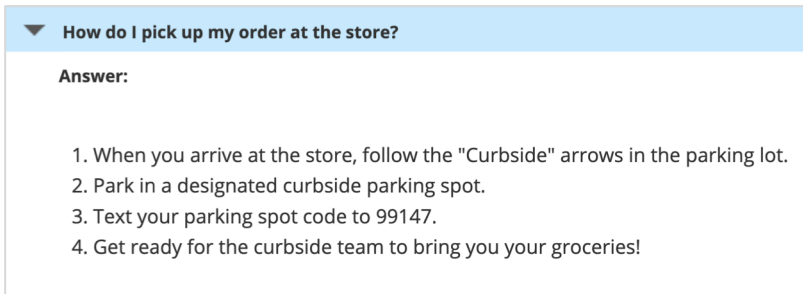 How do I pick up my order at the store?
Answer:
1. When you arrive at the store, follow the "Curbside" arrows in the parking lot.
2. Park in a designated curbside parking spot.
3. Text your parking spot code to 99147.
4. Get ready for the curbside team to bring you your groceries!